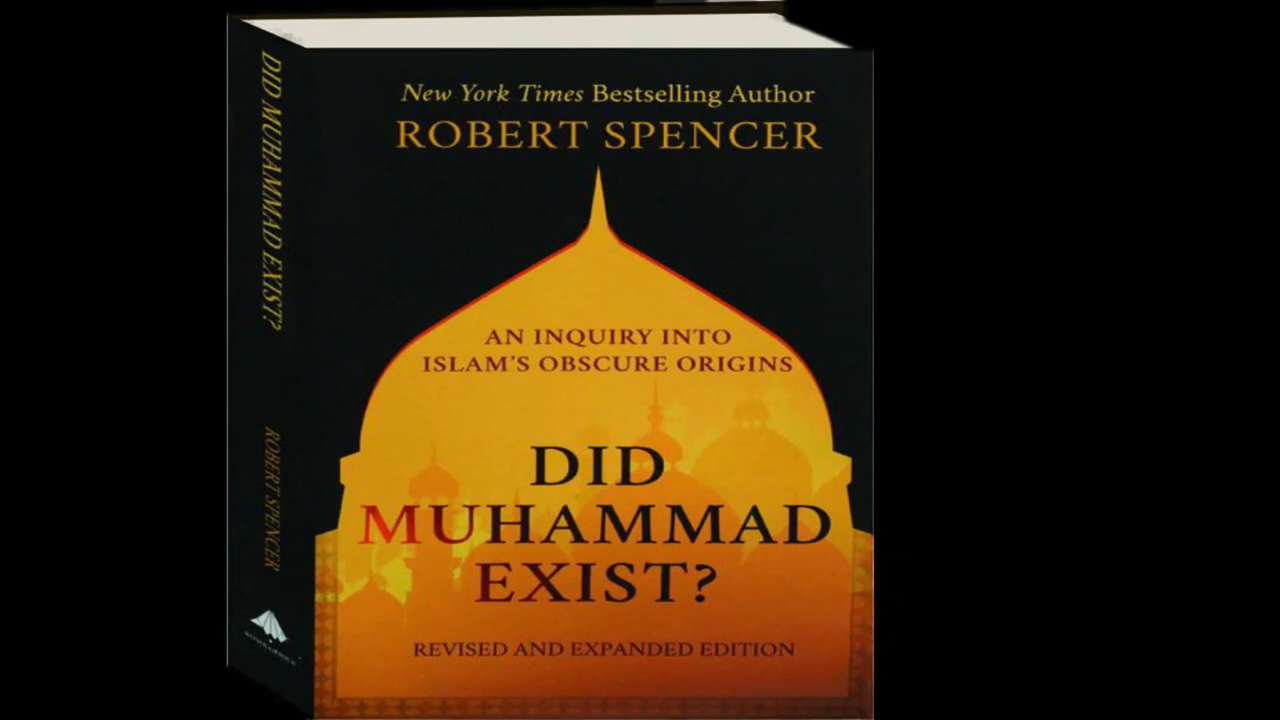 New York Times Bestselling Author
ROBERT SPENCER
AN INQUIRY INTO
ISLAM'S OBSCURE ORIGINS
DID
MUHAMMAD
EXIST?
REVISED AND EXPANDED EDITION
DID MUHAMMAD EXIST?
ROBERT SPENCER